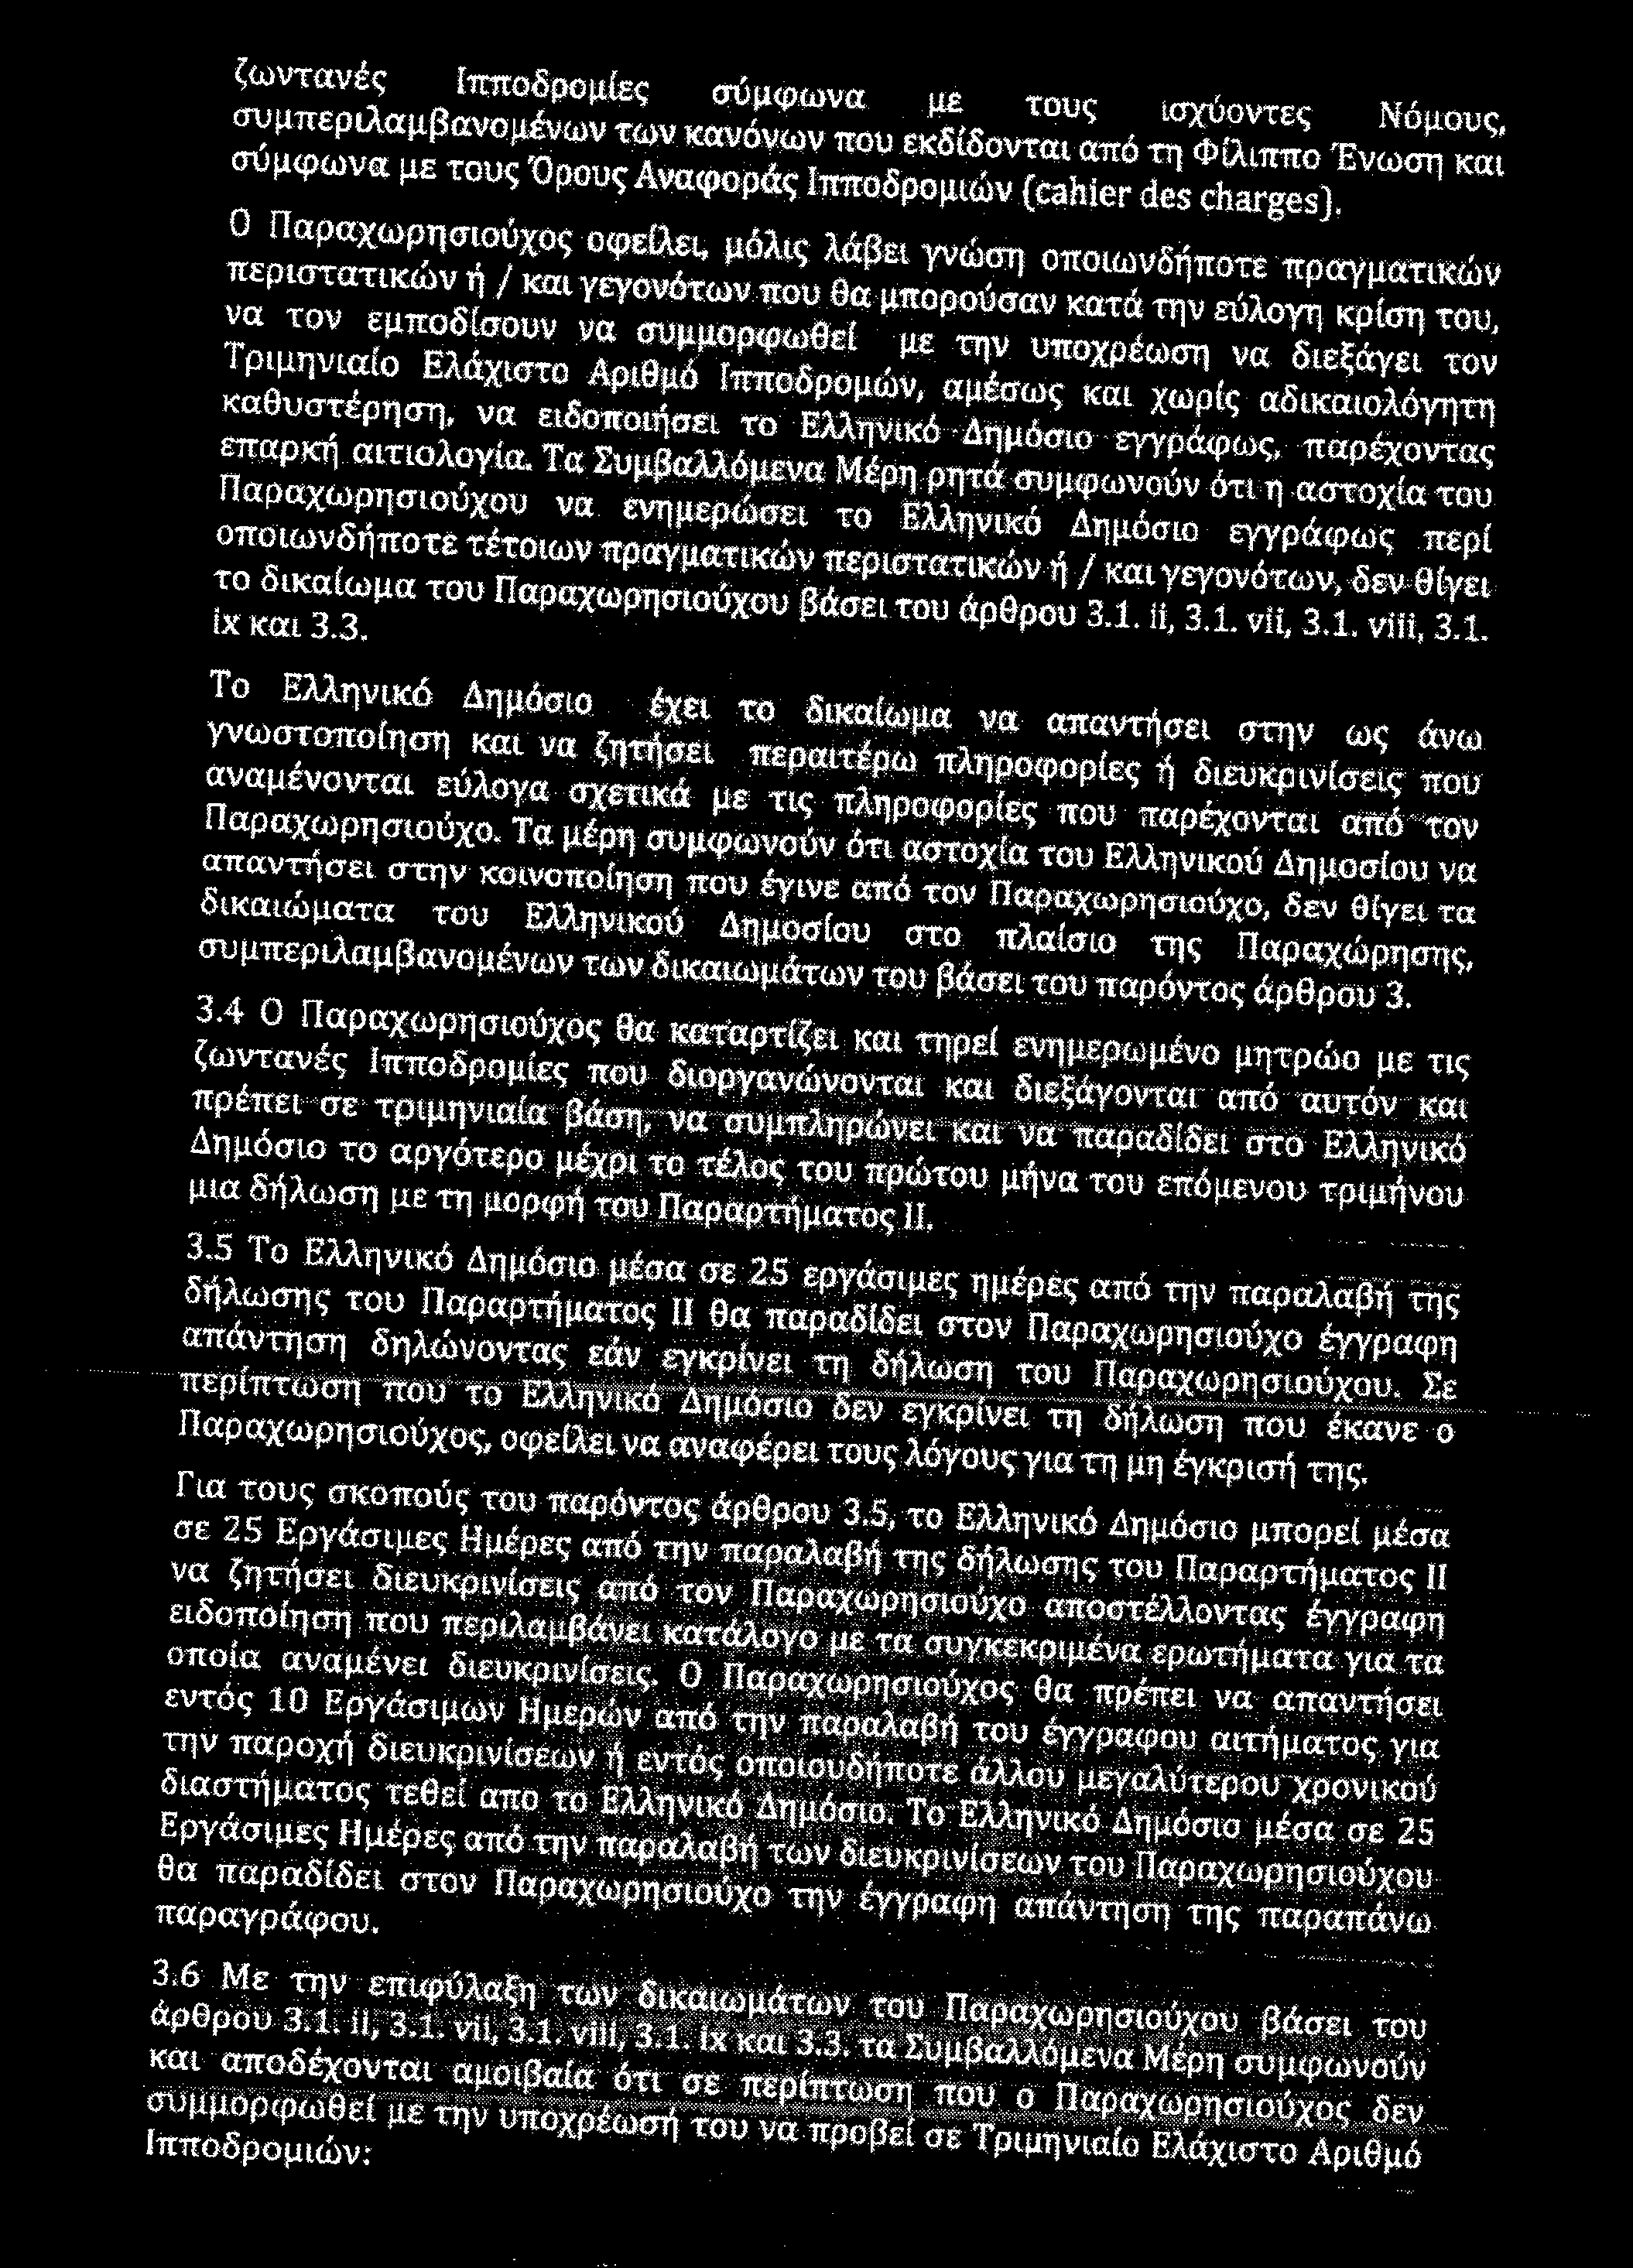 ζωντανές Ιπποδρομίες σύμφωνα με τους ισχύοντες Νόμους,
συμπεριλαμβανομένων των κανόνων που εκδίδονται από τη Φίλιππο Ένωση και
σύμφωνα με τους Όρους Αναφοράς Ιπποδρομιών (cahier des charges).
Ο Παραχωρησιούχος οφείλει, μόλις λάβει γνώση οποιωνδήποτε πραγματικών
περιστατικών ή / και γεγονότων που θα μπορούσαν κατά την εύλογη κρίση του,
να τον εμποδίσουν να συμμορφωθεί με την υποχρέωση να διεξάγει τον
Τριμηνιαίο Ελάχιστο Αριθμό Ιπποδρομών, αμέσως και χωρίς αδικαιολόγητη
καθυστέρηση, να ειδοποιήσει το Ελληνικό Δημόσιο εγγράφως, παρέχοντας
επαρκή αιτιολογία. Τα Συμβαλλόμενα Μέρη ρητά συμφωνούν ότι η αστοχία του
Παραχωρησιούχου να ενημερώσει το Ελληνικό Δημόσιο εγγράφως περί
οποιωνδήποτε τέτοιων πραγματικών περιστατικών ή / και γεγονότων, δεν θίγει
το δικαίωμα του Παραχωρησιούχου βάσει του άρθρου 3.1. ii, 3.1. vii, 3.1. viii, 3.1.
ix και 3.3.
Το Ελληνικό Δημόσιο έχει το δικαίωμα να απαντήσει στην ως άνω
γνωστοποίηση και να ζητήσει περαιτέρω πληροφορίες ή διευκρινίσεις που
αναμένονται εύλογα σχετικά με τις πληροφορίες που παρέχονται από τον
Παραχωρησιούχο. Τα μέρη συμφωνούν ότι αστοχία του Ελληνικού Δημοσίου να
απαντήσει στην κοινοποίηση που έγινε από τον Παραχωρησιούχο, δεν θίγει τα
δικαιώματα του Ελληνικού Δημοσίου στο πλαίσιο της Παραχώρησης,
συμπεριλαμβανομένων των δικαιωμάτων του βάσει του παρόντος άρθρου 3.
3.4 Ο Παραχωρησιούχος θα καταρτίζει και τηρεί ενημερωμένο μητρώο με τις
ζωντανές Ιπποδρομίες που διοργανώνονται και διεξάγονται από αυτόν και
πρέπει σε τριμηνιαία βάση, να συμπληρώνει και να παραδίδει στο Ελληνικό
Δημόσιο το αργότερο μέχρι το τέλος του πρώτου μήνα του επόμενου τριμήνου
μια δήλωση με τη μορφή του Παραρτήματος ΙΙ.
3.5 Το Ελληνικό Δημόσιο μέσα σε 25 εργάσιμες ημέρες από την παραλαβή της
δήλωσης του Παραρτήματος ΙΙ θα παραδίδει στον Παραχωρησιούχο έγγραφη
απάντηση δηλώνοντας εάν εγκρίνει τη δήλωση του Παραχωρησιούχου. Σε
περίπτωση που το Ελληνικό Δημόσιο δεν εγκρίνει τη δήλωση που έκανε ο
Παραχωρησιούχος, οφείλει να αναφέρει τους λόγους για τη μη έγκρισή της.
Για τους σκοπούς του παρόντος άρθρου 3.5, το Ελληνικό Δημόσιο μπορεί μέσα
σε 25 Εργάσιμες Ημέρες από την παραλαβή της δήλωσης του Παραρτήματος ΙΙ
να ζητήσει διευκρινίσεις από τον Παραχωρησιούχο αποστέλλοντας έγγραφη
ειδοποίηση που περιλαμβάνει κατάλογο με τα συγκεκριμένα ερωτήματα για τα
οποία αναμένει διευκρινίσεις. Ο Παραχωρησιούχος θα πρέπει να απαντήσει
εντός 10 Εργάσιμων Ημερών από την παραλαβή του έγγραφου αιτήματος για
την παροχή διευκρινίσεων ή εντός οποιουδήποτε άλλου μεγαλύτερου χρονικού
διαστήματος τεθεί απο το Ελληνικό Δημόσιο. Το Ελληνικό Δημόσιο μέσα σε 25
Εργάσιμες Ημέρες από την παραλαβή των διευκρινίσεων του Παραχωρησιούχου
θα παραδίδει στον Παραχωρησιούχο την έγγραφη απάντηση της παραπάνω
παραγράφου.
3.6 Με την επιφύλαξη των δικαιωμάτων του Παραχωρησιούχου βάσει του
άρθρου 3.1. ii, 3.1. vii, 3.1. viii, 3.1. ix και 3.3. τα Συμβαλλόμενα Μέρη συμφωνούν
και αποδέχονται αμοιβαία ότι σε περίπτωση που ο Παραχωρησιούχος δεν
συμμορφωθεί με την υποχρέωσή του να προβεί σε Τριμηνιαίο Ελάχιστο Αριθμό
Ιπποδρομιών: